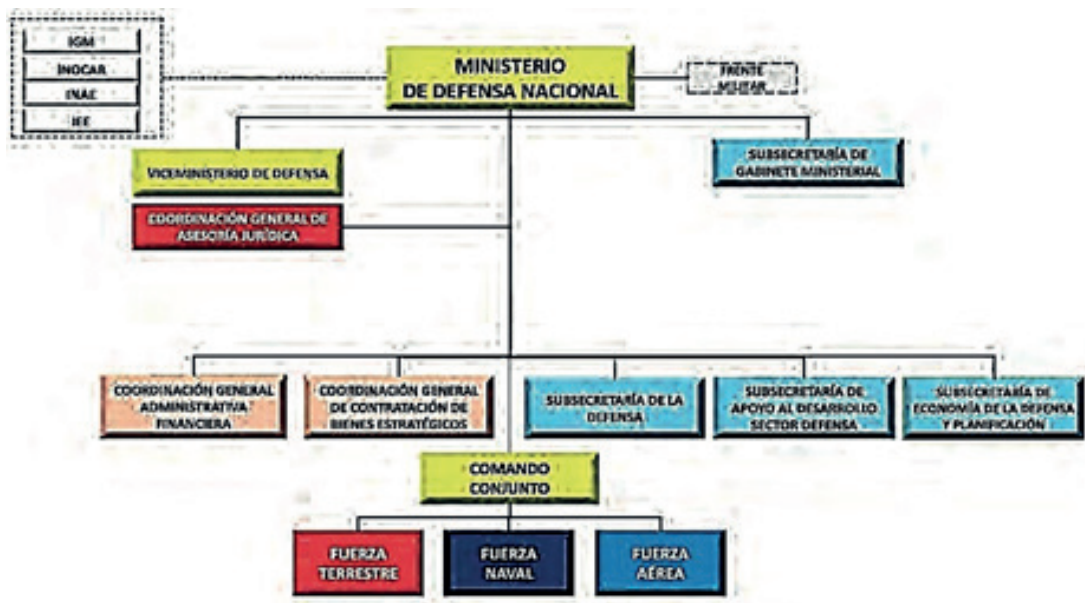 IGM
INOCAR
INAE
IEE
MINISTERIO
DE DEFENSA NACIONAL
FRENTE
MILITAR
VICEMINISTERIO DE DEFENSA
SUBSECRETARÍA DE
GABINETE MINISTERIAL
COORDINACIÓN GENERAL DE
ASESORÍA JURÍDICA
COORDINACIÓN GENERAL
ADMINISTRATIVA
FINANCIERA
COORDINACIÓN GENERAL
DE CONTRATACIÓN DE
BIENES ESTRATÉGICOS
SUBSECRETARÍA DE LA
DEFENSA
SUBSECRETARÍA DE
APOYO AL DESARROLLO
SECTOR DEFENSA
SUBSECRETARÍA DE
ECONOMÍA DE LA DEFENSA
Y PLANIFICACIÓN
COMANDO
CONJUNTO
FUERZA
TERRESTRE
FUERZA
NAVAL
FUERZA
AÉREA